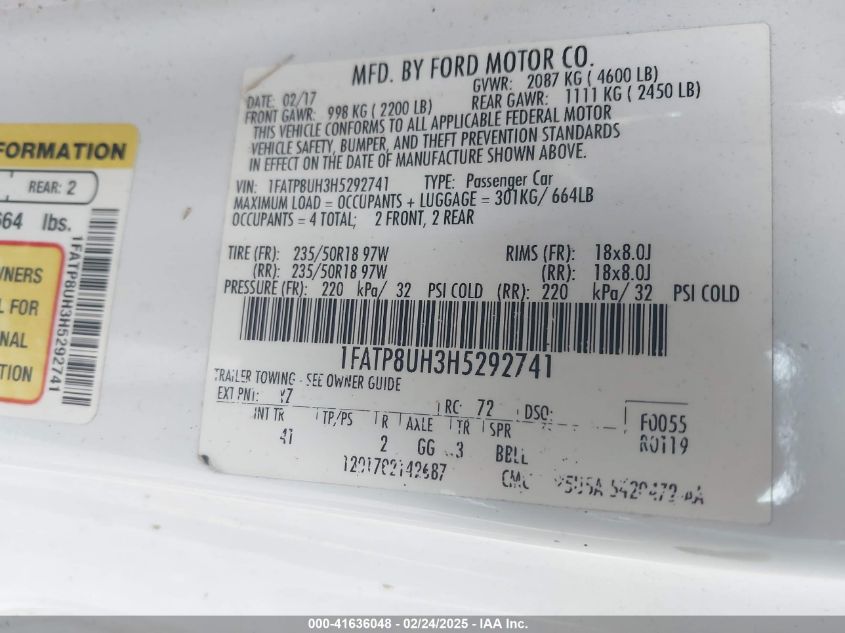 MFD. BY FORD MOTOR CO.
DATE: 02/17 GVWR: 2087 KG ( 4600 LB)
FRONT GAWR: 998 KG ( 2200 LB) REAR GAWR: 1111 KG ( 2450 LB)
THIS VEHICLE CONFORMS TO ALL APPLICABLE FEDERAL MOTOR
VEHICLE SAFETY, BUMPER, AND THEFT PREVENTION STANDARDS
IN EFFECT ON THE DATE OF MANUFACTURE SHOWN ABOVE.
VIN: 1FATP8UH3H5292741 TYPE: Passenger Car
MAXIMUM LOAD = OCCUPANTS + LUGGAGE = 301KG/ 664LB
OCCUPANTS = 4 TOTAL; 2 FRONT, 2 REAR
TIRE (FR): 235/50R18 97W RIMS (FR): 18x8.0J
(RR): 235/50R18 97W (RR): 18x8.0J
PRESSURE (FR): 220 kPa/ 32 PSI COLD (RR): 220 kPa/ 32 PSI COLD
1FATP8UH3H5292741
TRAILER TOWING - SEE OWNER GUIDE
EXT PNT: RC: 72 DSO: F0055
INT TR TP/PS R AXLE TR SPR R0119
2 GG 3
FORMATION
REAR: 2
664 lbs.
1FATP8UH3H5292741
WNERS
L FOR
NAL
TION
000-41636048 - 02/24/2025 - IAA Inc.